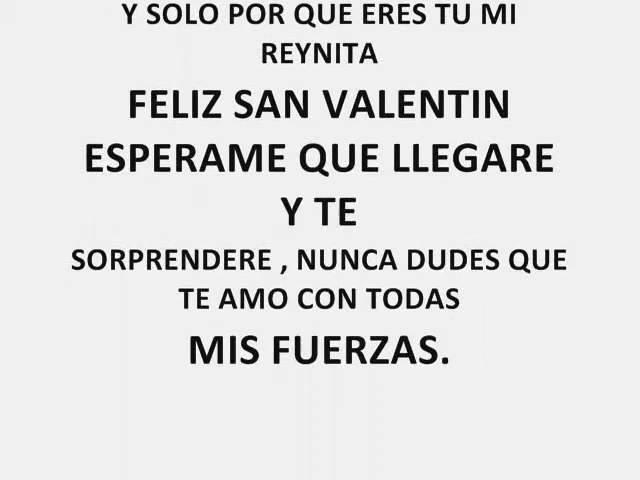 Y SOLO POR QUE ERES TU MI
REYNITA
FELIZ SAN VALENTIN
ESPERAME QUE LLEGARE
Y TE
SORPRENDERE , NUNCA DUDES QUE
TE AMO CON TODAS
MIS FUERZAS.